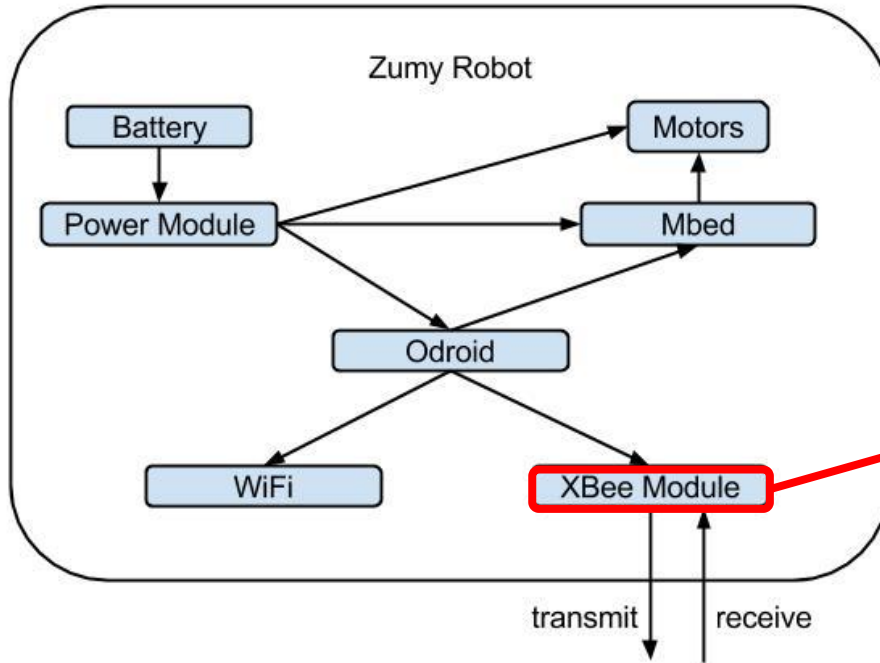 Zumy Robot
Battery
Motors
Power Module
Mbed
Odroid
WiFi
XBee Module
transmit
receive